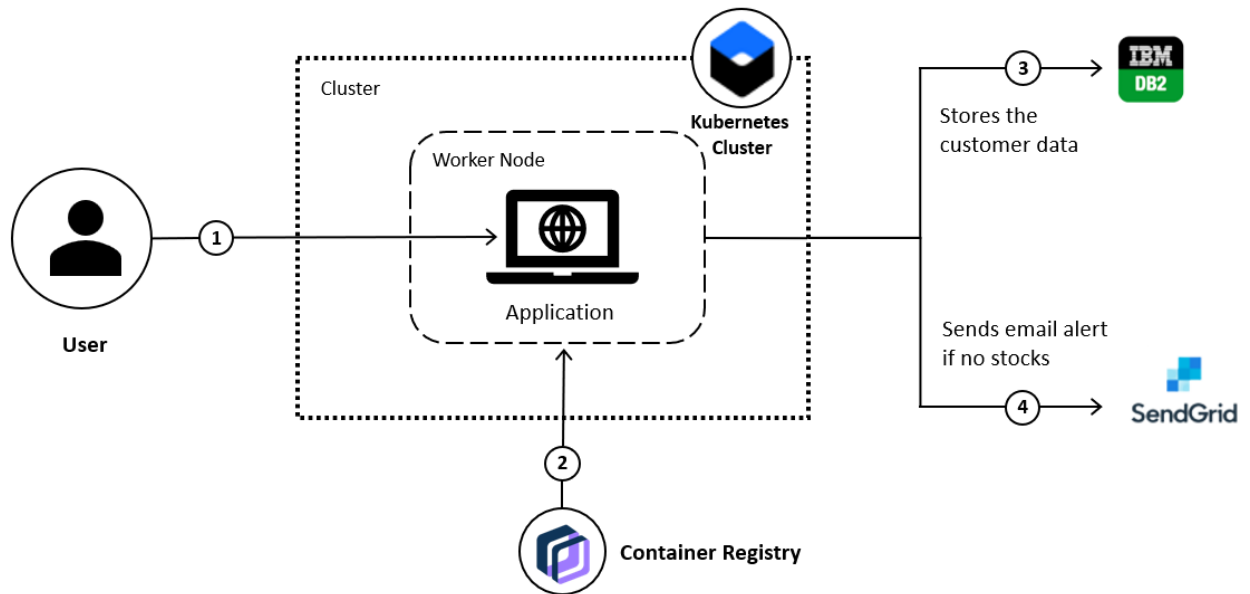 Cluster
Kubernetes
Cluster
Worker Node
Application
User
1
2
Container Registry
3
IBM
DB2
Stores the
customer data
Sends email alert
if no stocks
4
SendGrid